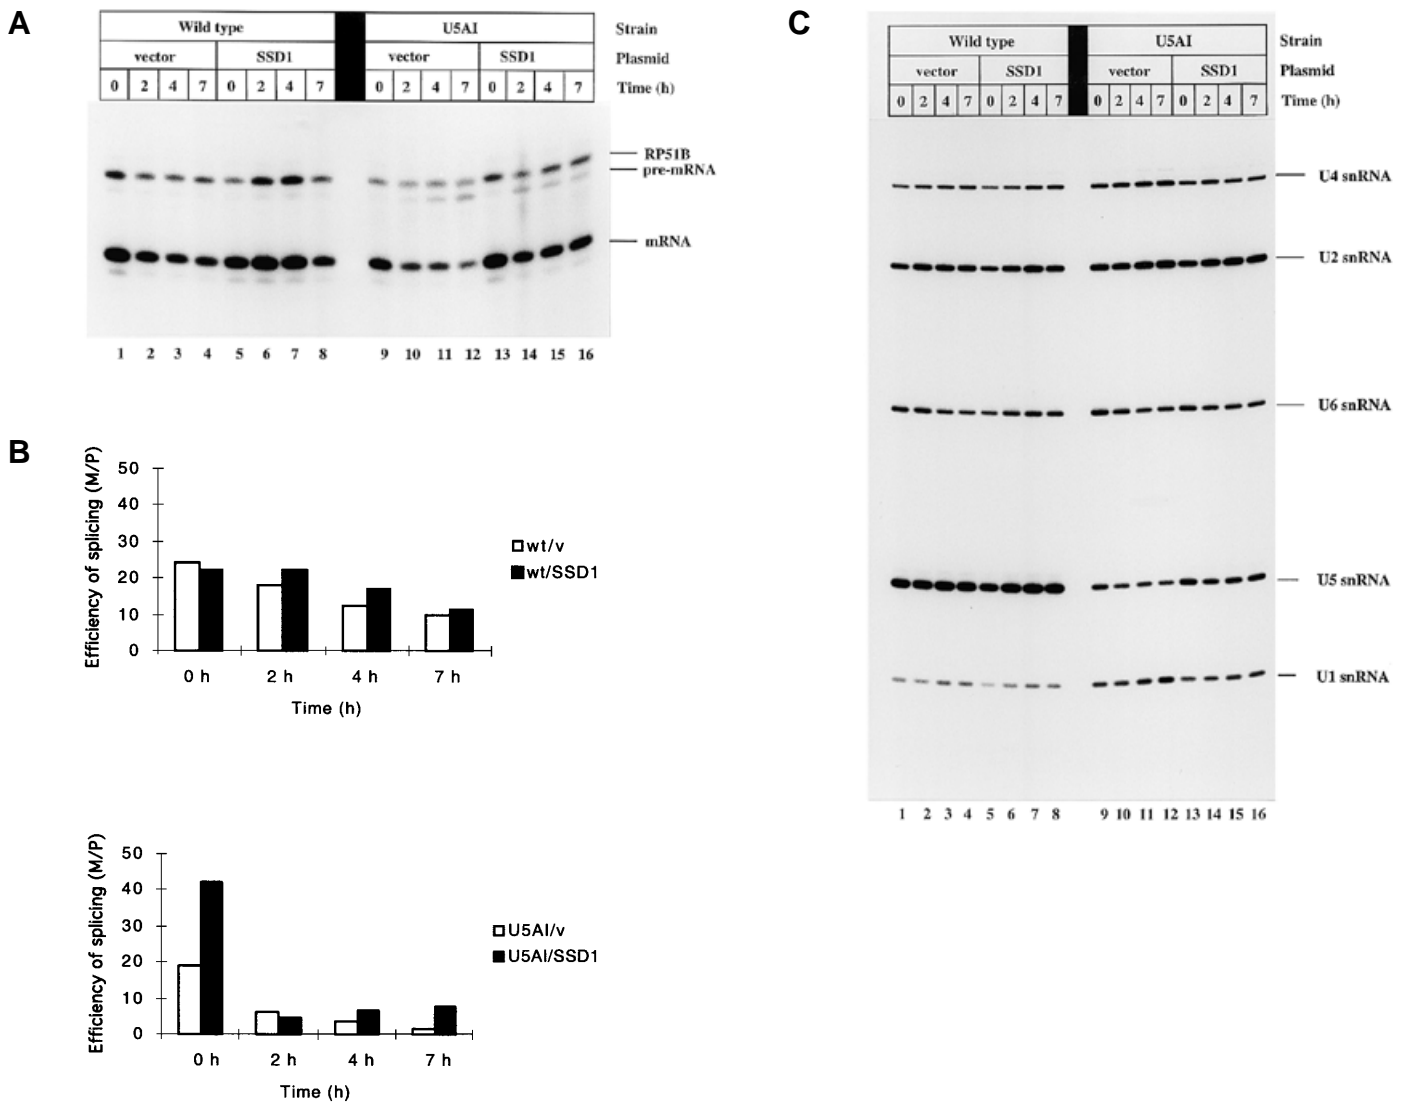 A
Wild type U5AI Strain
vector SSD1 vector SSD1 Plasmid
0 2 4 7 0 2 4 7 0 2 4 7 0 2 4 7 Time (h)
RP51B
pre-mRNA
mRNA
1 2 3 4 5 6 7 8 9 10 11 12 13 14 15 16
B
Efficiency of splicing (M/P)
50
40
30
20
10
0
0 h 2 h 4 h 7 h
Time (h)
wt/v
wt/SSD1
Efficiency of splicing (M/P)
50
40
30
20
10
0
0 h 2 h 4 h 7 h
Time (h)
U5AI/v
U5AI/SSD1
C
Wild type U5AI Strain
vector SSD1 vector SSD1 Plasmid
0 2 4 7 0 2 4 7 0 2 4 7 0 2 4 7 Time (h)
U4 snRNA
U2 snRNA
U6 snRNA
U5 snRNA
U1 snRNA
1 2 3 4 5 6 7 8 9 10 11 12 13 14 15 16